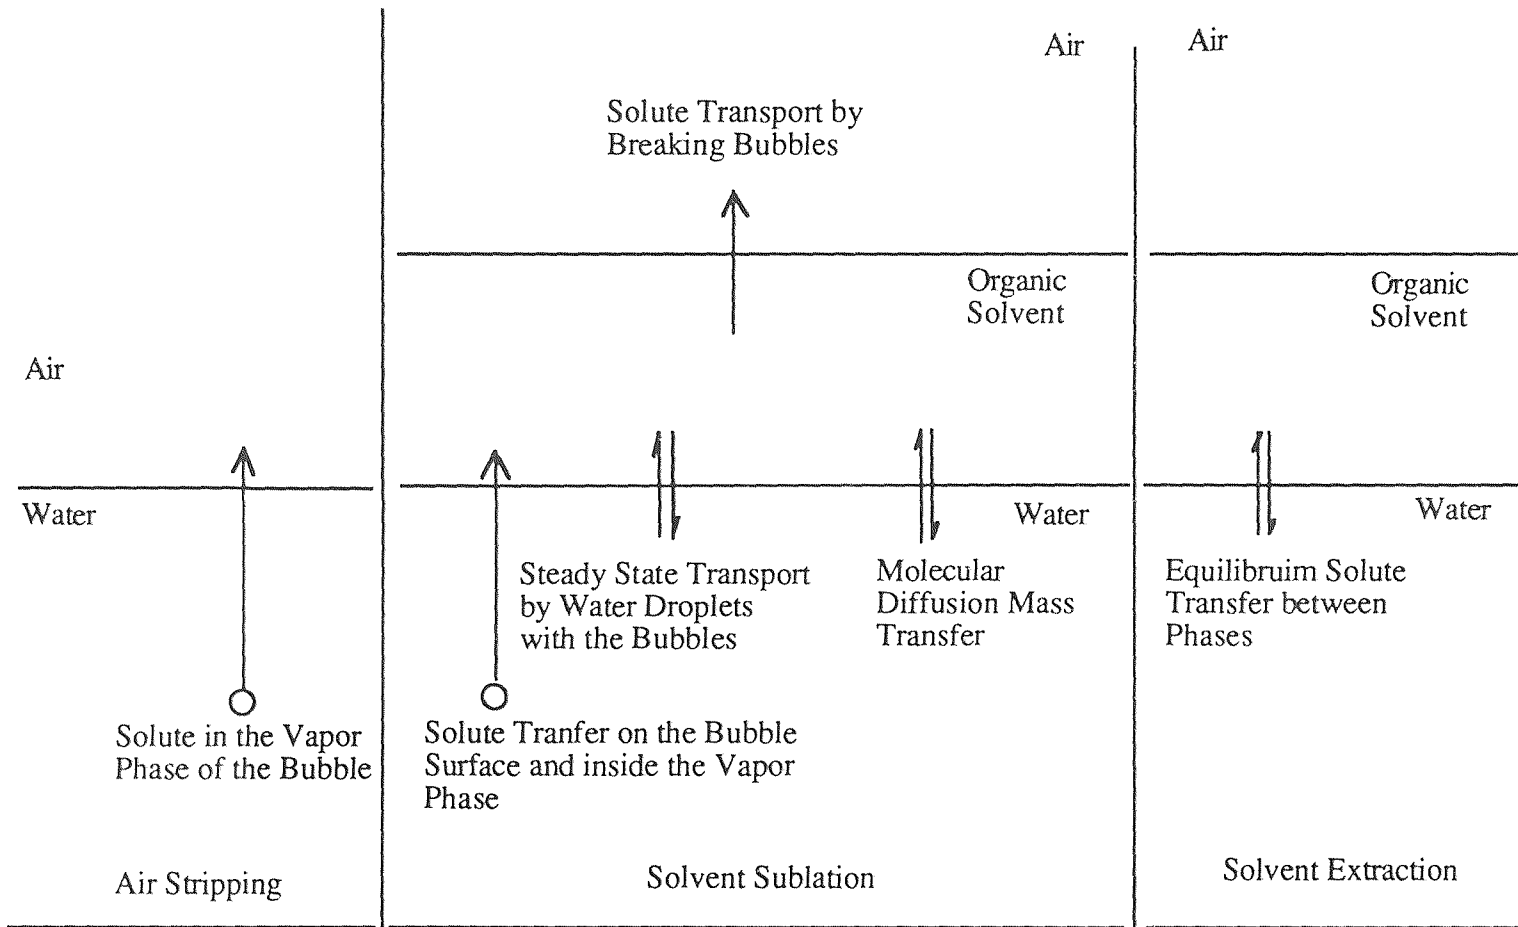 Air
Water
Solute in the Vapor
Phase of the Bubble
Air Stripping
Air
Solute Transport by
Breaking Bubbles
Organic
Solvent
Water
Steady State Transport
by Water Droplets
with the Bubbles
Molecular
Diffusion Mass
Transfer
Solute Tranfer on the Bubble
Surface and inside the Vapor
Phase
Solvent Sublation
Air
Organic
Solvent
Water
Equilibruim Solute
Transfer between
Phases
Solvent Extraction